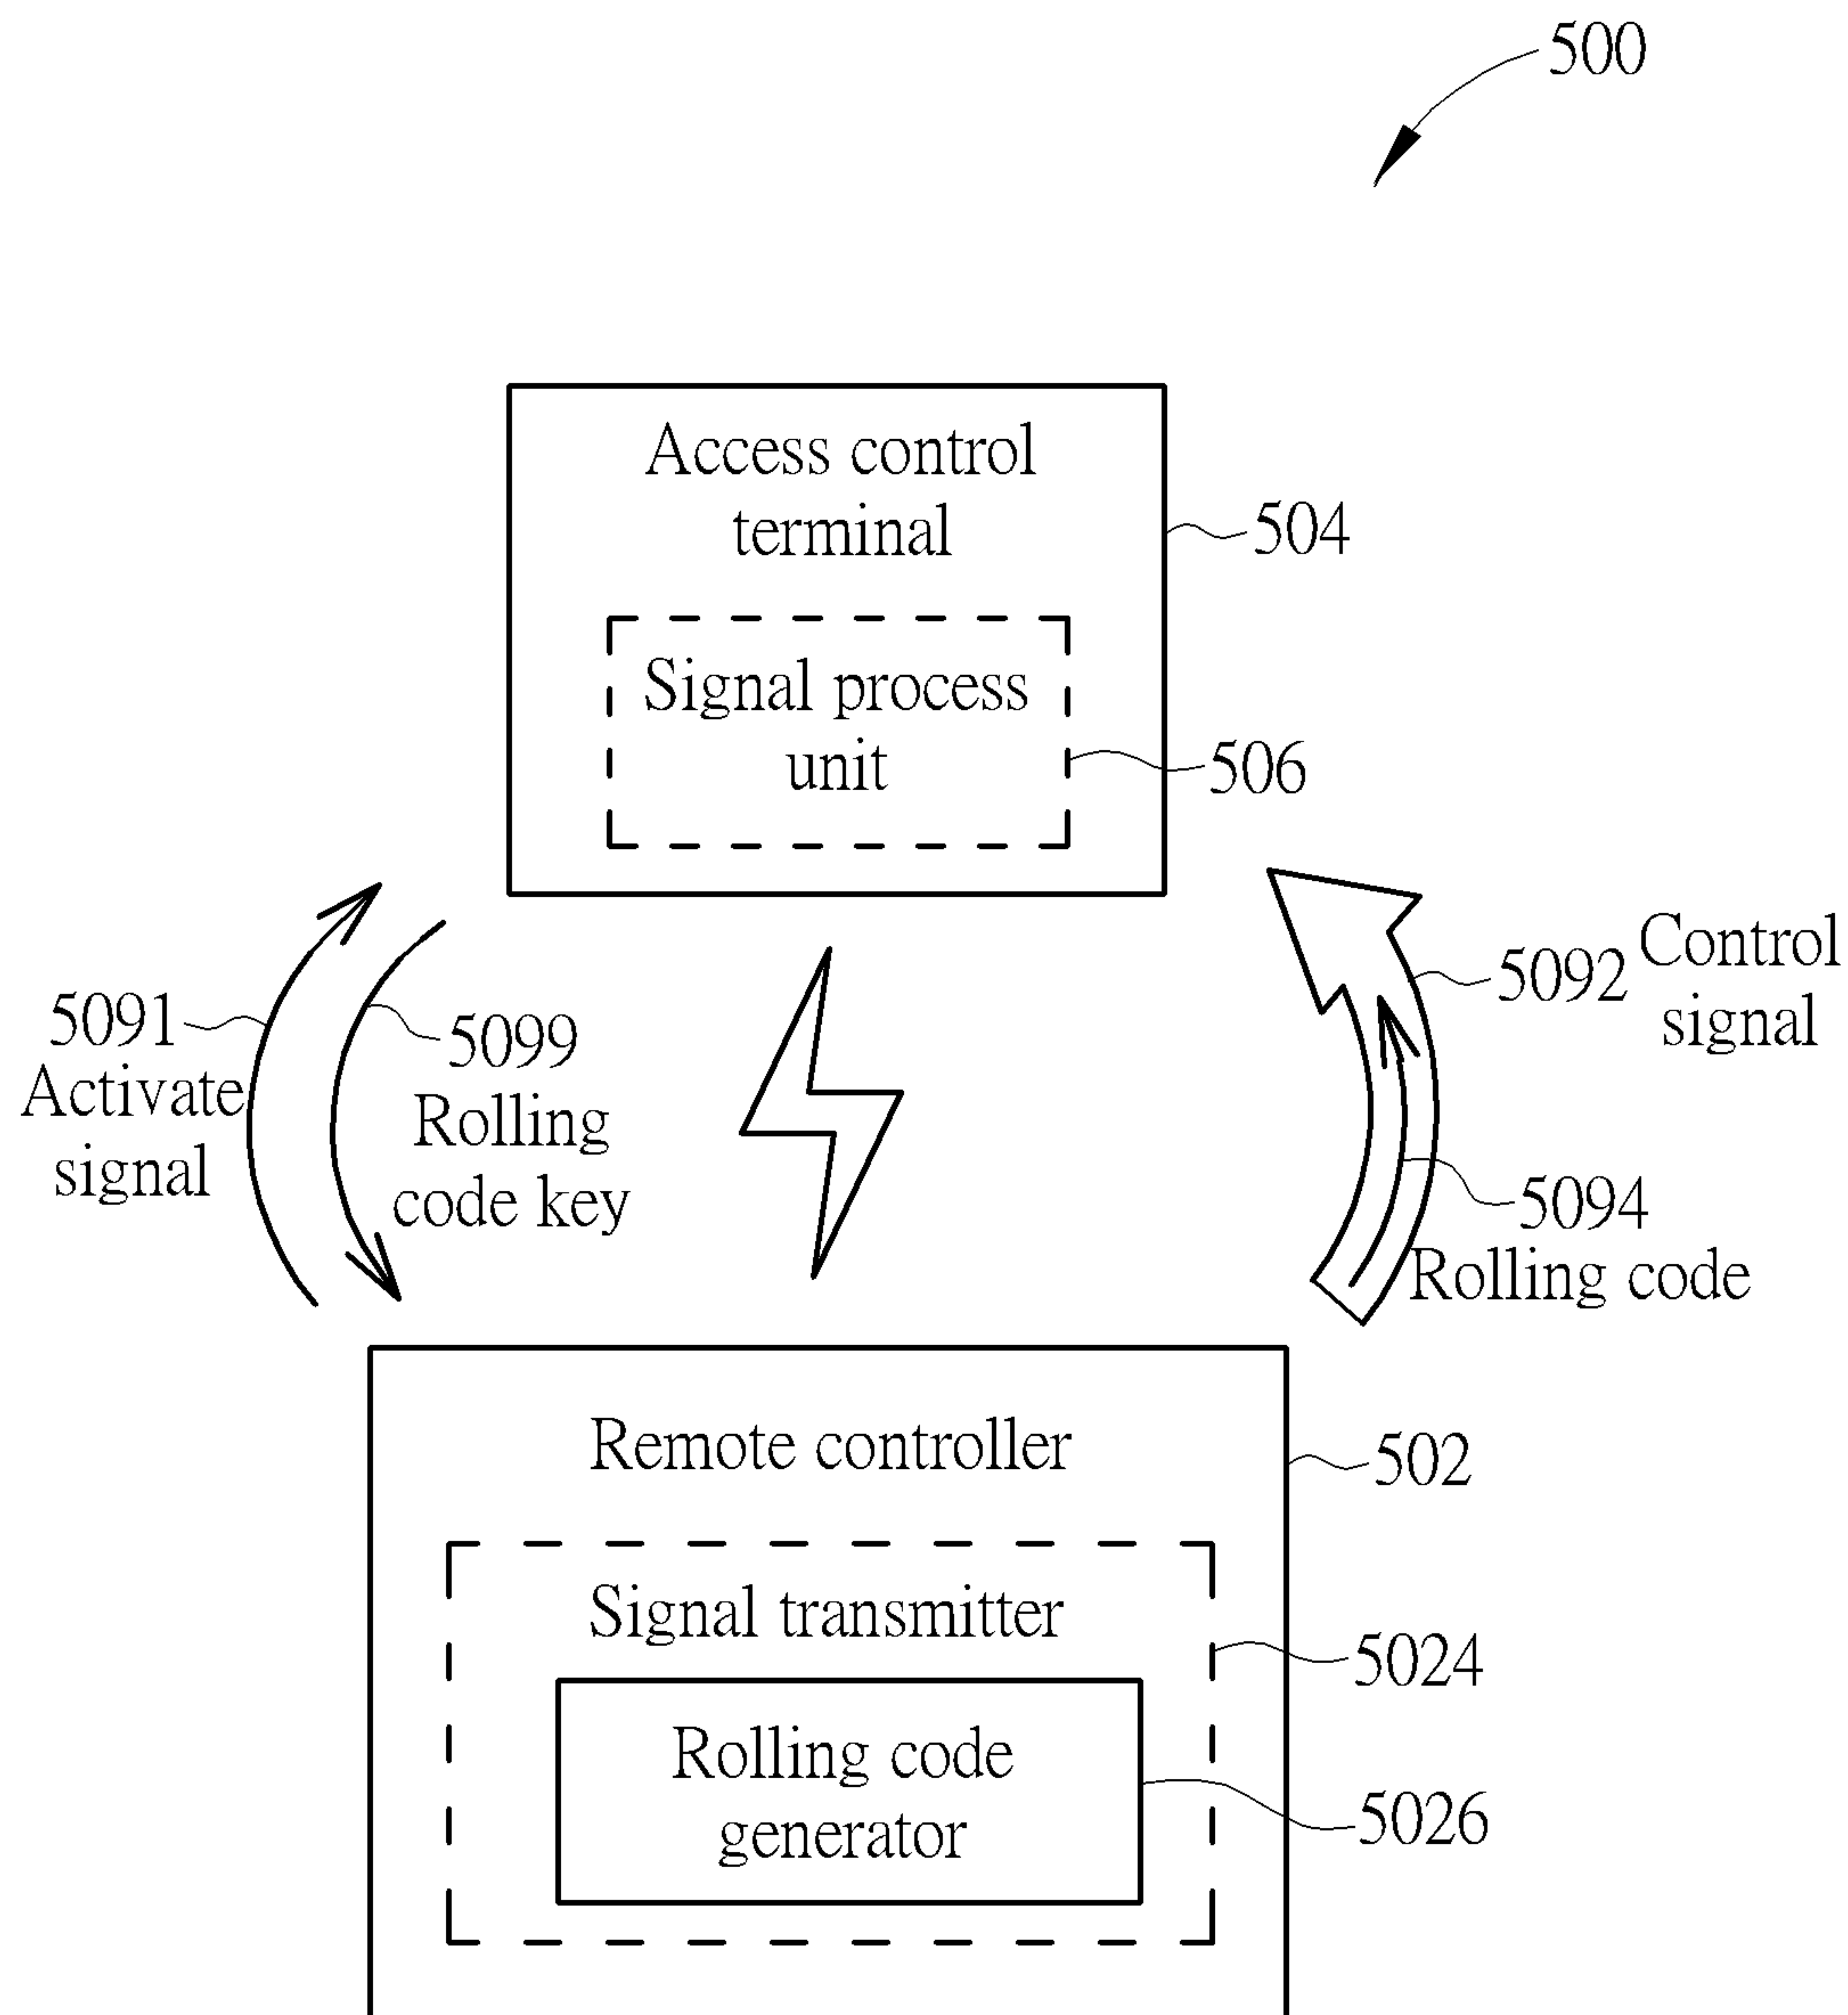 500
Access control
terminal
504
Signal process
unit
506
5091
Activate
signal
5099
Rolling
code key
5092
Control
signal
5094
Rolling code
Remote controller
502
Signal transmitter
5024
Rolling code
generator
5026